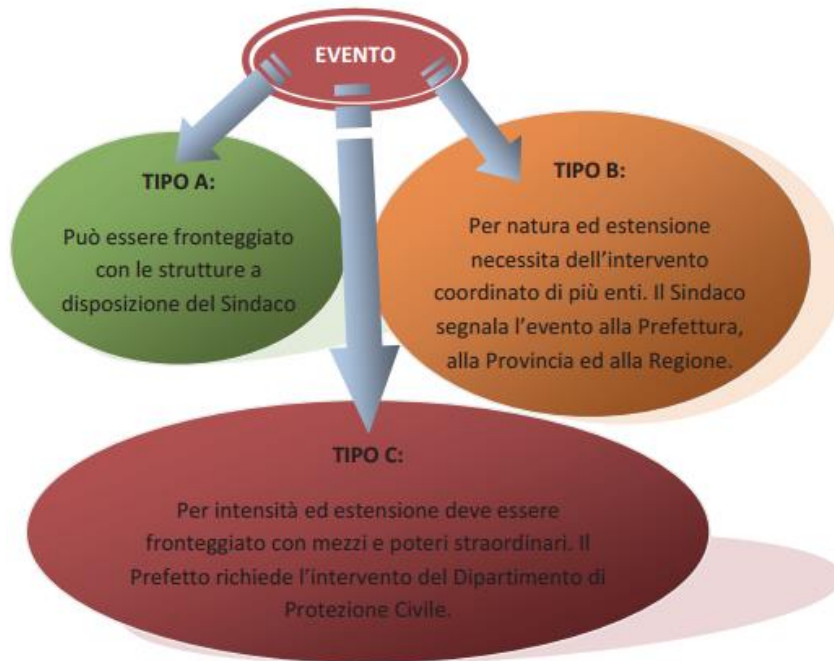 EVENTO
TIPO A:
Può essere fronteggiato
con le strutture a
disposizione del Sindaco
TIPO B:
Per natura ed estensione
necessita dell'intervento
coordinato di più enti. Il Sindaco
segnala l'evento alla Prefettura,
alla Provincia ed alla Regione.
TIPO C:
Per intensità ed estensione deve essere
fronteggiato con mezzi e poteri straordinari. Il
Prefetto richiede l'intervento del Dipartimento di
Protezione Civile.